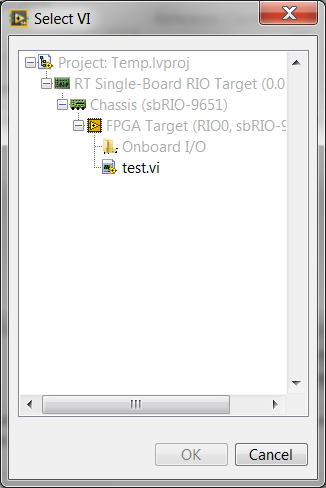 Select VI
Project: Temp.lvproj
RT Single-Board RIO Target (0.0
Chassis (sbRIO-9651)
FPGA Target (RIO0, sbRIO-9
Onboard I/O
test.vi
OK
Cancel